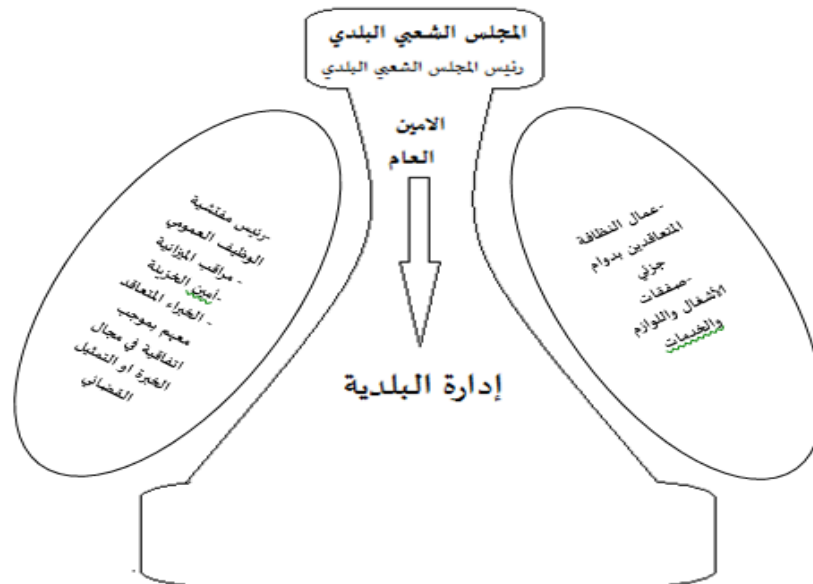 المجلس الشعبي البلدي
رئيس المجلس الشعبي البلدي
الامين
العام
إدارة البلدية
-عمال النظافة
المتعاقدين بدوام
جزئي
-صفقات
الأشغال واللوازم
والخدمات
-رئيس مفتشية
الوظيف العمومي
- مراقب الميزانية
-أمين الخزينة
- الخبراء المتعاقد
معهم بموجب
اتفاقية في مجال
الخبرة او التمثيل
القضائي